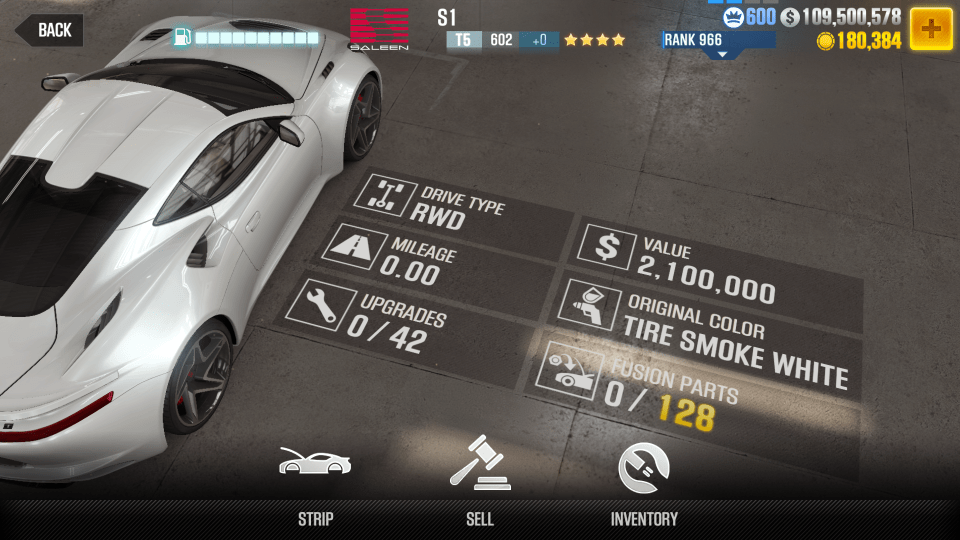 BACK
SALEEN
S1
T5 602 +0
RANK 966
600 $ 109,500,578
180,384
DRIVE TYPE
RWD
MILEAGE
0.00
UPGRADES
0/42
$ VALUE
2,100,000
ORIGINAL COLOR
TIRE SMOKE WHITE
FUSION PARTS
0/128
STRIP
SELL
INVENTORY